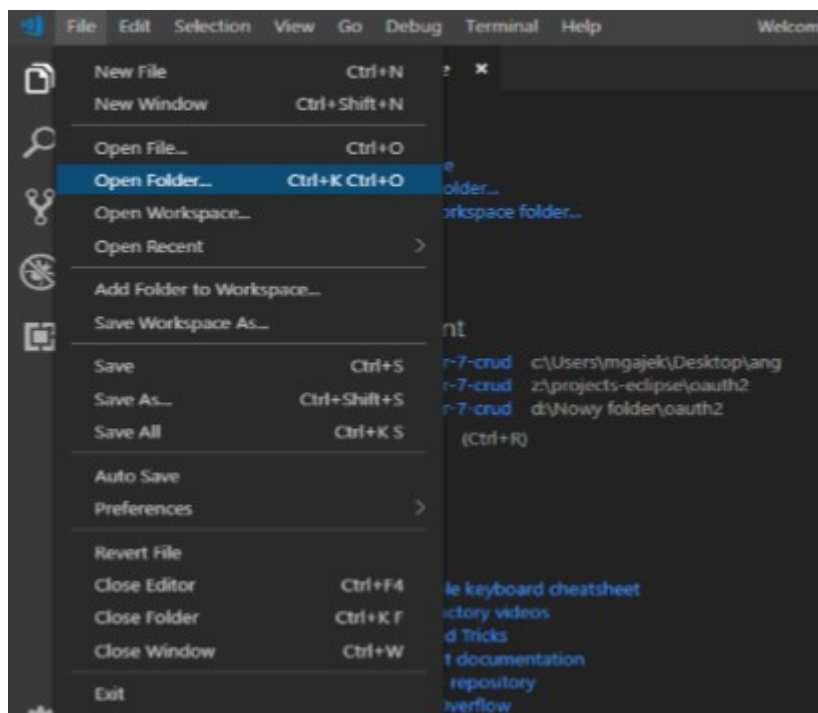 File Edit Selection View Go Debug Terminal Help Welcom
New File Ctrl+N
New Window Ctrl+Shift+N
Open File... Ctrl+O
Open Folder... Ctrl+K Ctrl+O
older...
Open Workspace...
orkspace folder...
Open Recent
Add Folder to Workspace...
Save Workspace As...
nt
Save Ctrl+S
r-7-crud c:\Users\mgajek\Desktop\ang
r-7-crud z:\projects-eclipse\oauth2
Save As... Ctrl+Shift+S
r-7-crud d:\Nowy folder\oauth2
Save All Ctrl+K S
(Ctrl+R)
Auto Save
Preferences
Revert File
Close Editor Ctrl+F4
le keyboard cheatsheet
Close Folder Ctrl+K F
ctory videos
d Tricks
Close Window Ctrl+W
t documentation
repository
Exit
verflow